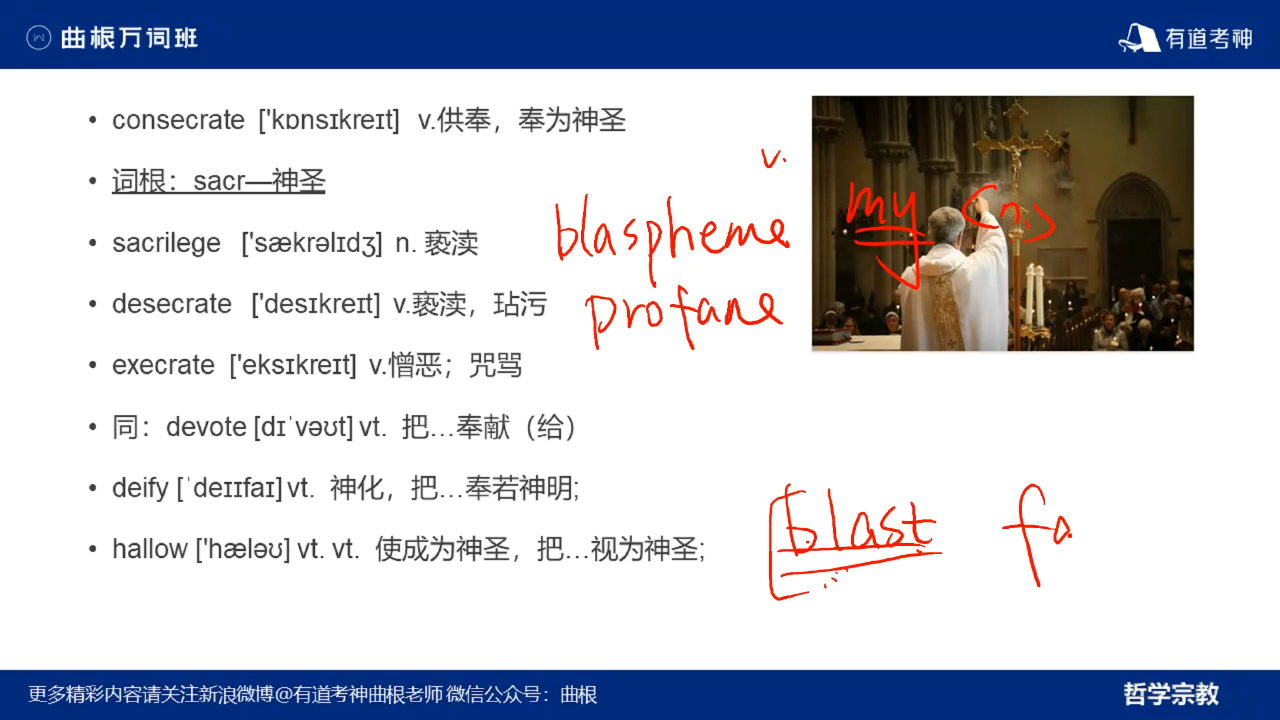 曲根万词班
有道考神
consecrate ['kɒnsɪkreɪt] v.供奉，奉为神圣
词根：sacr—神圣
sacrilege ['sækrəlɪdʒ] n. 亵渎
desecrate ['desɪkreɪt] v.亵渎，玷污
execrate ['eksɪkreɪt] v.憎恶；咒骂
同：devote [dɪˈvəʊt] vt. 把…奉献（给）
deify [ˈdeɪɪfaɪ] vt. 神化，把…奉若神明;
hallow ['hæləʊ] vt. vt. 使成为神圣，把…视为神圣;
v.
blaspheme my (n.)
profane
blast fa
更多精彩内容请关注新浪微博@有道考神曲根老师 微信公众号：曲根
哲学宗教